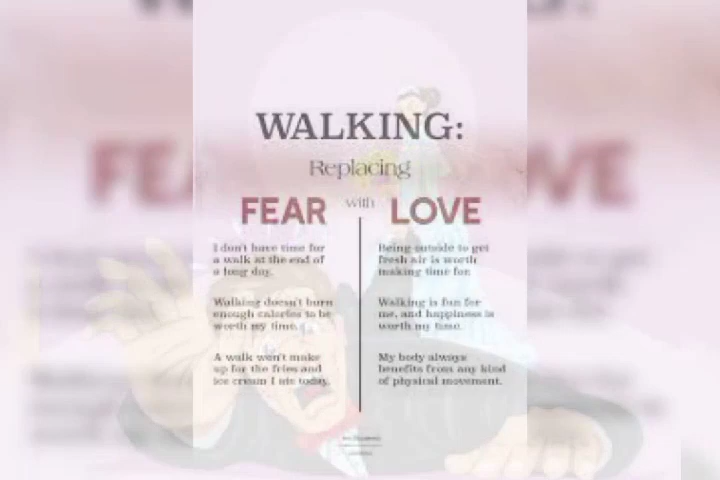 WALKING:
Replacing
FEAR with LOVE
I don't have time for
a walk at the end of
a long day.
Walking doesn't burn
enough calories to be
worth my time.
A walk won't make
up for the fries and
ice cream I ate today.
Being outside to get
fresh air is worth
making time for.
Walking is fun for
me, and happiness is
worth my time.
My body always
benefits from any kind
of physical movement.